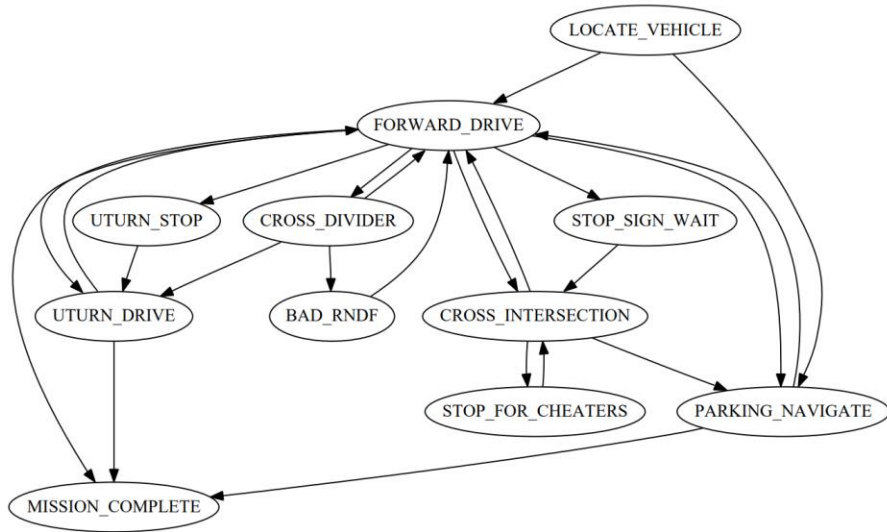 LOCATE_VEHICLE
FORWARD_DRIVE
UTURN_STOP
CROSS_DIVIDER
STOP_SIGN_WAIT
UTURN_DRIVE
BAD_RNDF
CROSS_INTERSECTION
STOP_FOR_CHEATERS
PARKING_NAVIGATE
MISSION_COMPLETE